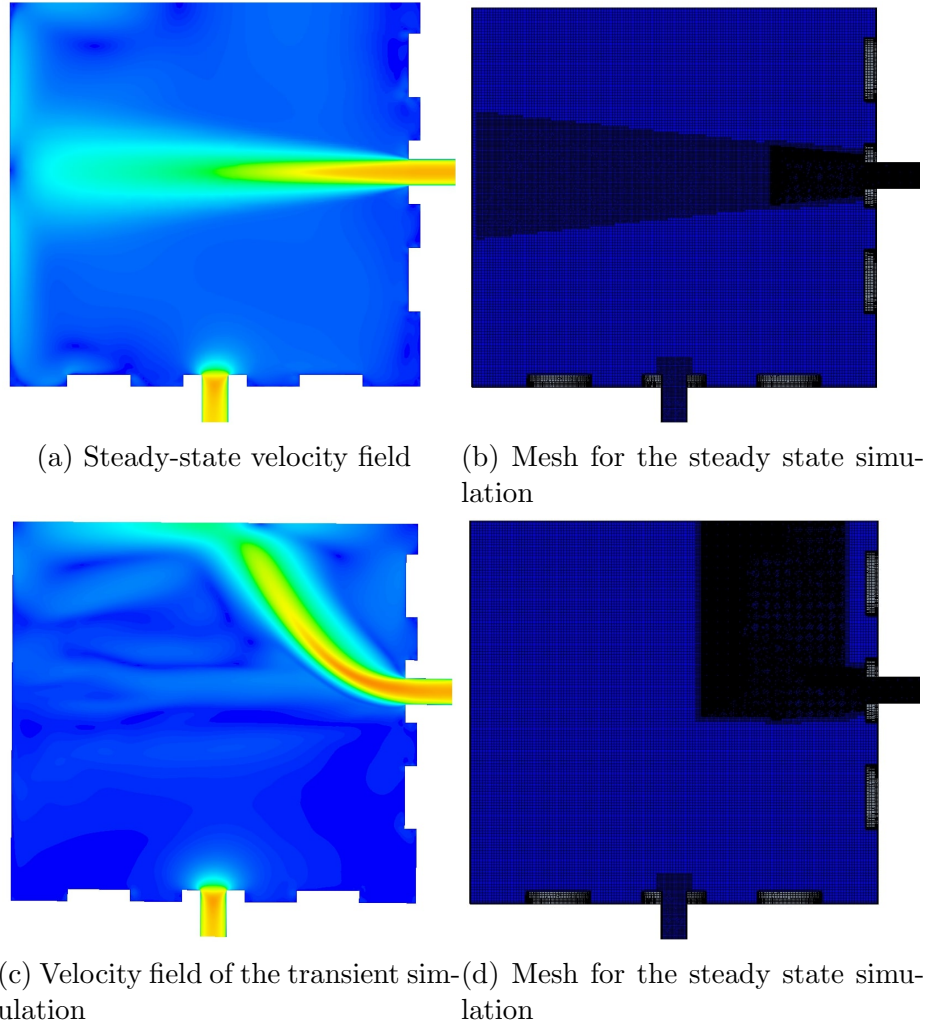 (a) Steady-state velocity field
(b) Mesh for the steady state simu-
lation
(c) Velocity field of the transient sim-
ulation
(d) Mesh for the steady state simu-
lation